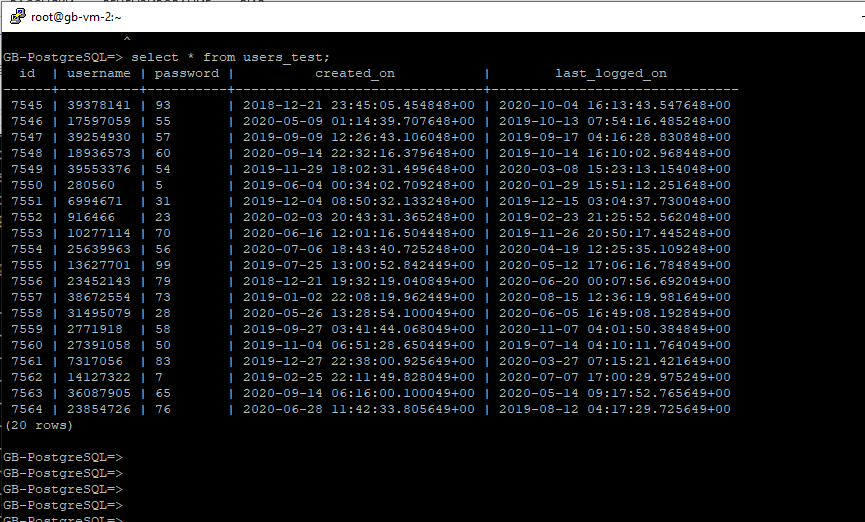 root@gb-vm-2:~
^
GB-PostgreSQL=> select * from users_test;
  id  | username | password |          created_on           |        last_logged_on
------+----------+----------+-------------------------------+-------------------------------
 7545 | 39378141 | 93       | 2018-12-21 23:45:05.454848+00 | 2020-10-04 16:13:43.547648+00
 7546 | 17597059 | 55       | 2020-05-09 01:14:39.707648+00 | 2019-10-13 07:54:16.485248+00
 7547 | 39254930 | 57       | 2019-09-09 12:26:43.106048+00 | 2019-09-17 04:16:28.830848+00
 7548 | 18936573 | 60       | 2020-09-14 22:32:16.379648+00 | 2019-10-14 16:10:02.968448+00
 7549 | 39553376 | 54       | 2019-11-29 18:02:31.499648+00 | 2020-03-08 15:23:13.154048+00
 7550 | 280560   | 5        | 2019-06-04 00:34:02.709248+00 | 2020-01-29 15:51:12.251648+00
 7551 | 6994671  | 31       | 2019-12-04 08:50:32.133248+00 | 2019-12-15 03:04:37.730048+00
 7552 | 916466   | 23       | 2020-02-03 20:43:31.365248+00 | 2019-02-23 21:25:52.562048+00
 7553 | 10277114 | 70       | 2020-06-16 12:01:16.504448+00 | 2019-11-26 20:50:17.445248+00
 7554 | 25639963 | 56       | 2020-07-06 18:43:40.725248+00 | 2020-04-19 12:25:35.109248+00
 7555 | 13627701 | 99       | 2019-07-25 13:00:52.842449+00 | 2020-05-12 17:06:16.784849+00
 7556 | 23452143 | 79       | 2018-12-21 19:32:19.040849+00 | 2020-06-20 00:07:56.692049+00
 7557 | 38672554 | 73       | 2019-01-02 22:08:19.962449+00 | 2020-08-15 12:36:19.981649+00
 7558 | 31495079 | 28       | 2020-05-26 13:28:54.100049+00 | 2020-06-05 16:49:08.192849+00
 7559 | 2771918  | 58       | 2019-09-27 03:41:44.068049+00 | 2020-11-07 04:01:50.384849+00
 7560 | 27391058 | 50       | 2019-11-04 06:51:28.650449+00 | 2019-07-14 04:10:11.764049+00
 7561 | 7317056  | 83       | 2019-12-27 22:38:00.925649+00 | 2020-03-27 07:15:21.421649+00
 7562 | 14127322 | 7        | 2019-02-25 22:11:49.828049+00 | 2020-07-07 17:00:29.975249+00
 7563 | 36087905 | 65       | 2020-09-14 06:16:00.100049+00 | 2020-05-14 09:17:52.765649+00
 7564 | 23854726 | 76       | 2020-06-28 11:42:33.805649+00 | 2019-08-12 04:17:29.725649+00
(20 rows)
GB-PostgreSQL=>
GB-PostgreSQL=>
GB-PostgreSQL=>
GB-PostgreSQL=>
GB-PostgreSQL=>